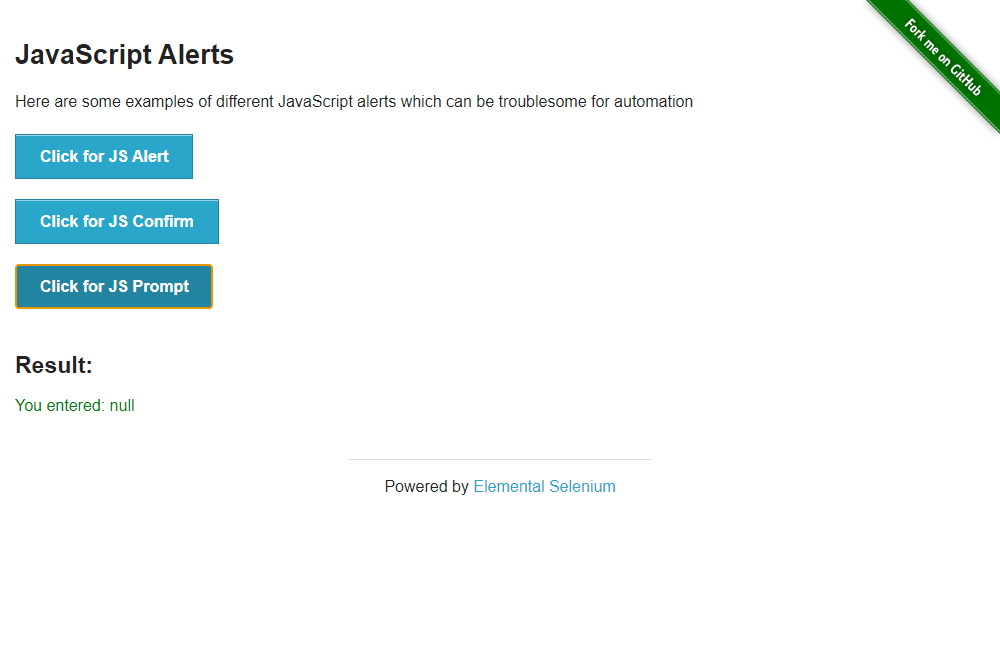 Fork me on GitHub
JavaScript Alerts
Here are some examples of different JavaScript alerts which can be troublesome for automation
Click for JS Alert
Click for JS Confirm
Click for JS Prompt
Result:
You entered: null
Powered by Elemental Selenium